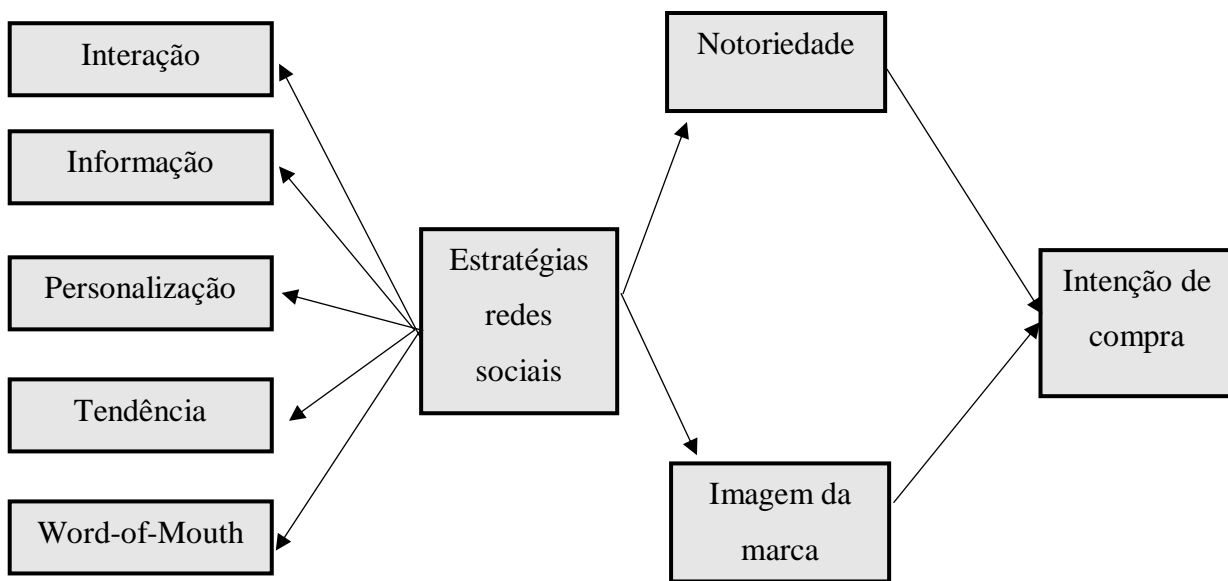 Interação
Informação
Personalização
Tendência
Word-of-Mouth
Estratégias
redes
sociais
Notoriedade
Imagem da
marca
Intenção de
compra